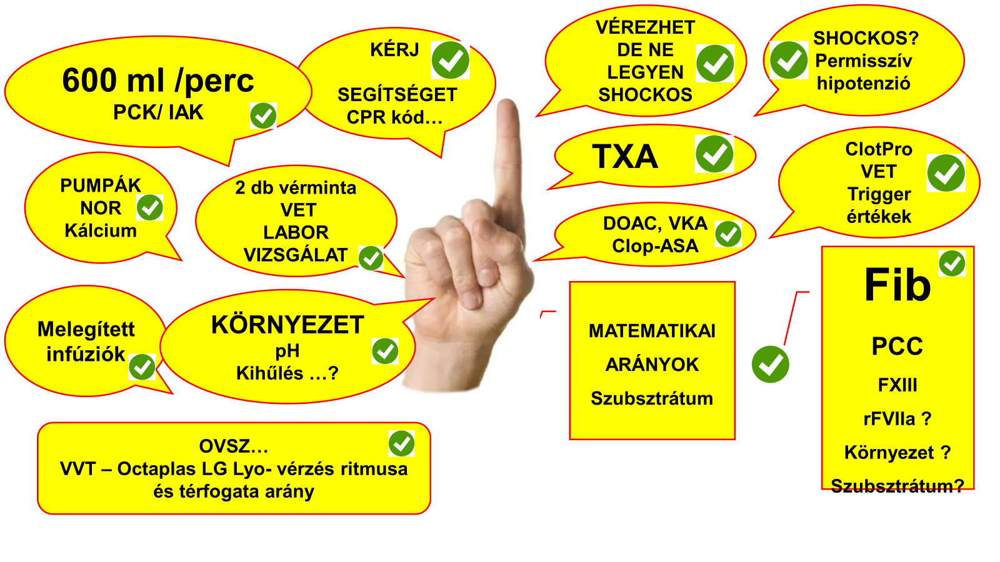 600 ml /perc
PCK/ IAK
KÉRJ
SEGÍTSÉGET
CPR kód…
VÉREZHET
DE NE
LEGYEN
SHOCKOS
SHOCKOS?
Permisszív
hipotenzió
PUMPÁK
NOR
Kálcium
2 db vérminta
VET
LABOR
VIZSGÁLAT
TXA
ClotPro
VET
Trigger
értékek
DOAC, VKA
Clop-ASA
Melegített
infúziók
KÖRNYEZET
pH
Kihűlés …?
MATEMATIKAI
ARÁNYOK
Szubsztrátum
Fib
PCC
FXIII
rFVIIa ?
Környezet ?
Szubsztrátum?
OVSZ…
VVT – Octaplas LG Lyo- vérzés ritmusa
és térfogata arány